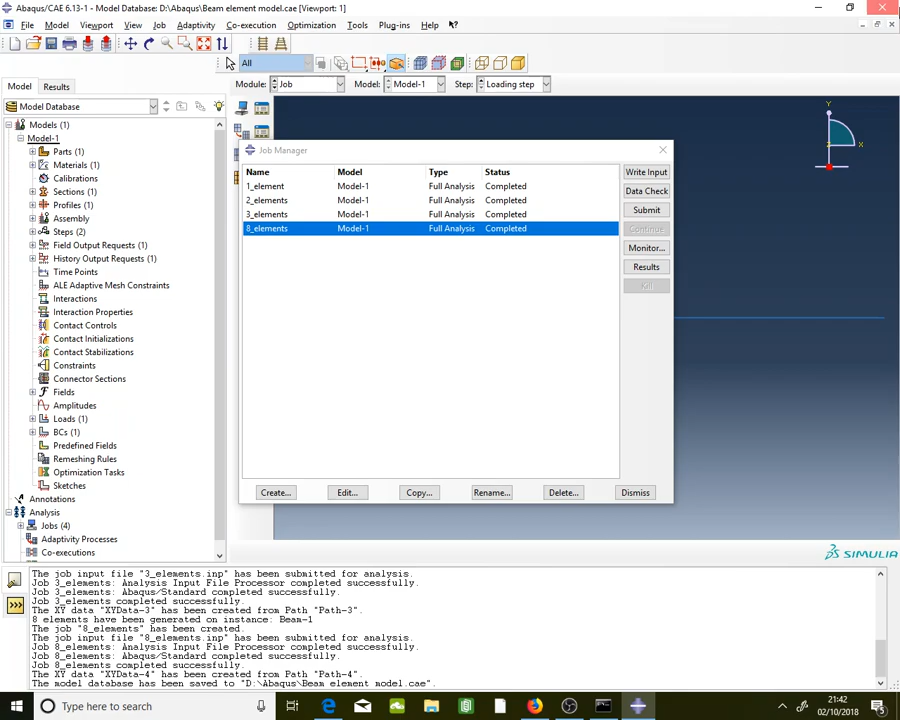 Abaqus/CAE 6.13-1 - Model Database: D:\Abaqus\Beam element model.cae [Viewport: 1]
File Model Viewport View Job Adaptivity Co-execution Optimization Tools Plug-ins Help
All
Module: Job Model: Model-1 Step: Loading step
Model Results
Model Database
Models (1)
Model-1
Parts (1)
Materials (1)
Calibrations
Sections (1)
Profiles (1)
Assembly
Steps (2)
Field Output Requests (1)
History Output Requests (1)
Time Points
ALE Adaptive Mesh Constraints
Interactions
Interaction Properties
Contact Controls
Contact Initializations
Contact Stabilizations
Constraints
Connector Sections
Fields
Amplitudes
Loads (1)
BCs (1)
Predefined Fields
Remeshing Rules
Optimization Tasks
Sketches
Annotations
Analysis
Jobs (4)
Adaptivity Processes
Co-executions
Job Manager
Name Model Type Status
1_element Model-1 Full Analysis Completed
2_elements Model-1 Full Analysis Completed
3_elements Model-1 Full Analysis Completed
8_elements Model-1 Full Analysis Completed
Write Input
Data Check
Submit
Continue
Monitor...
Results
Kill
Create... Edit... Copy... Rename... Delete... Dismiss
Y
X
Z
SIMULIA
The job input file "3_elements.inp" has been submitted for analysis.
Job 3_elements: Analysis Input File Processor completed successfully.
Job 3_elements: Abaqus/Standard completed successfully.
Job 3_elements completed successfully.
The XY data "XYData-3" has been created from Path "Path-3".
8 elements have been generated on instance: Beam-1
The job "8_elements" has been created.
The job input file "8_elements.inp" has been submitted for analysis.
Job 8_elements: Analysis Input File Processor completed successfully.
Job 8_elements: Abaqus/Standard completed successfully.
Job 8_elements completed successfully.
The XY data "XYData-4" has been created from Path "Path-4".
The model database has been saved to "D:\Abaqus\Beam element model.cae".
>>>
Type here to search
21:42
02/10/2018
5